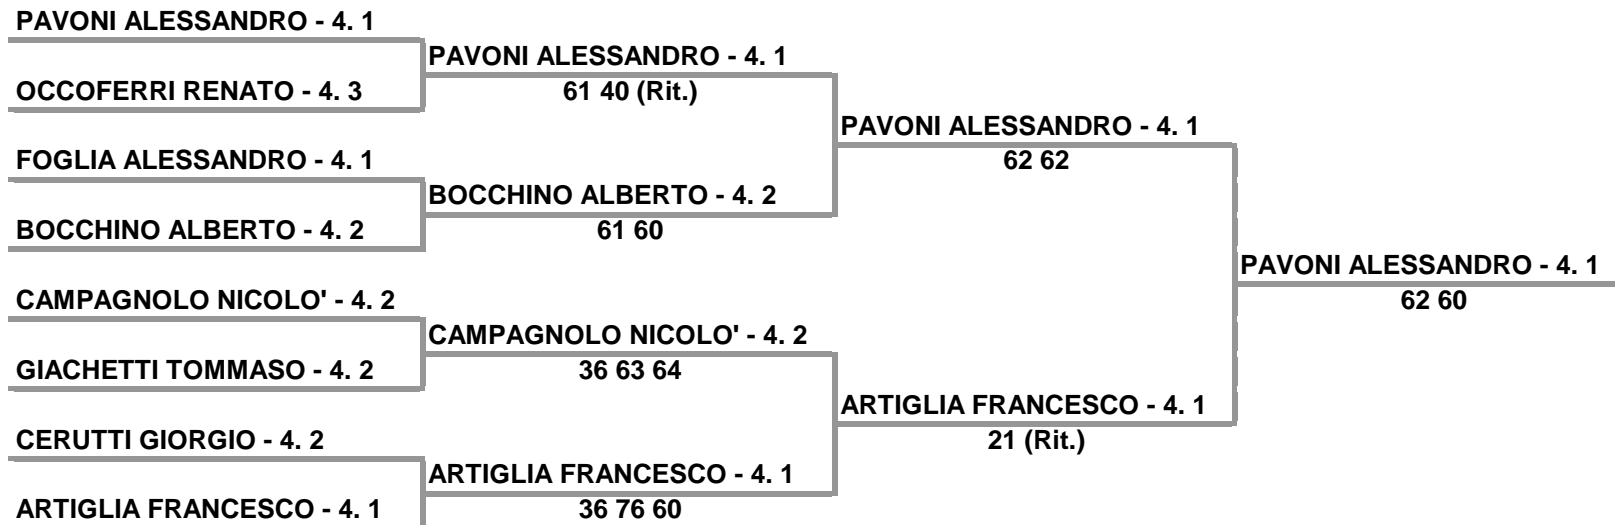 PAVONI ALESSANDRO - 4. 1
OCCOFERRI RENATO - 4. 3
FOGLIA ALESSANDRO - 4. 1
BOCCHINO ALBERTO - 4. 2
CAMPAGNOLO NICOLO' - 4. 2
GIACHETTI TOMMASO - 4. 2
CERUTTI GIORGIO - 4. 2
ARTIGLIA FRANCESCO - 4. 1
PAVONI ALESSANDRO - 4. 1
61 40 (Rit.)
BOCCHINO ALBERTO - 4. 2
61 60
CAMPAGNOLO NICOLO' - 4. 2
36 63 64
ARTIGLIA FRANCESCO - 4. 1
36 76 60
PAVONI ALESSANDRO - 4. 1
62 62
ARTIGLIA FRANCESCO - 4. 1
21 (Rit.)
PAVONI ALESSANDRO - 4. 1
62 60